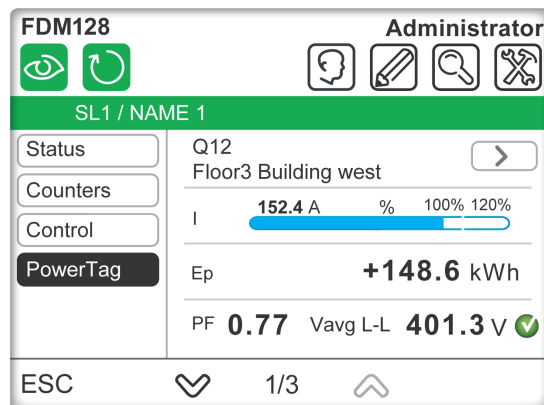 FDM128 Administrator
SL1 / NAME 1
Status
Counters
Control
PowerTag
Q12
Floor3 Building west
I 152.4 A % 100% 120%
Ep +148.6 kWh
PF 0.77 Vavg L-L 401.3 V
ESC 1/3